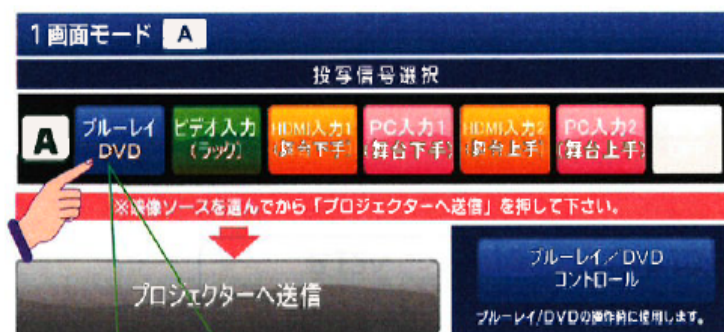 1画面モード A
投写信号選択
A
ブルーレイ
DVD
ビデオ入力
(ラック)
HDMI入力1
(舞台下手)
PC入力1
(舞台下手)
HDMI入力2
(舞台上手)
PC入力2
(舞台上手)
※映像ソースを選んでから「プロジェクターへ送信」を押して下さい。
プロジェクターへ送信
ブルーレイ/DVD
コントロール
ブルーレイ/DVDの操作時に使用します。